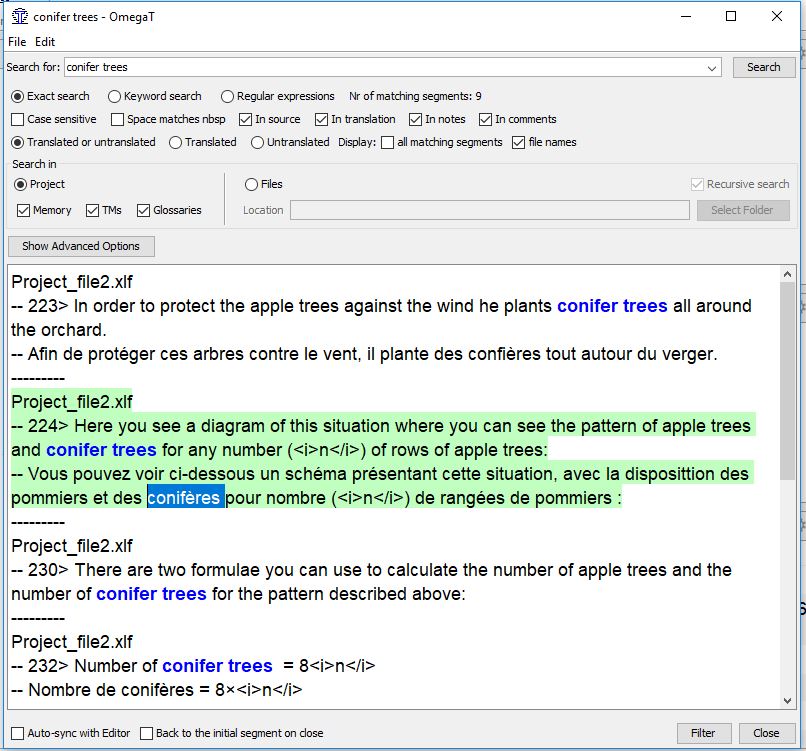 conifer trees - OmegaT
File Edit
Search for: conifer trees Search
Exact search Keyword search Regular expressions Nr of matching segments: 9
Case sensitive Space matches nbsp In source In translation In notes In comments
Translated or untranslated Translated Untranslated Display: all matching segments file names
Search in
Project Files Recursive search
Memory TMs Glossaries Location Select Folder
Show Advanced Options
Project_file2.xlf
-- 223> In order to protect the apple trees against the wind he plants conifer trees all around
the orchard.
-- Afin de protéger ces arbres contre le vent, il plante des confières tout autour du verger.
---------
Project_file2.xlf
-- 224> Here you see a diagram of this situation where you can see the pattern of apple trees
and conifer trees for any number (<i>n</i>) of rows of apple trees:
-- Vous pouvez voir ci-dessous un schéma présentant cette situation, avec la disposittion des
pommiers et des conifères pour nombre (<i>n</i>) de rangées de pommiers :
---------
Project_file2.xlf
-- 230> There are two formulae you can use to calculate the number of apple trees and the
number of conifer trees for the pattern described above:
---------
Project_file2.xlf
-- 232> Number of conifer trees  = 8<i>n</i>
-- Nombre de conifères = 8×<i>n</i>
Auto-sync with Editor Back to the initial segment on close Filter Close